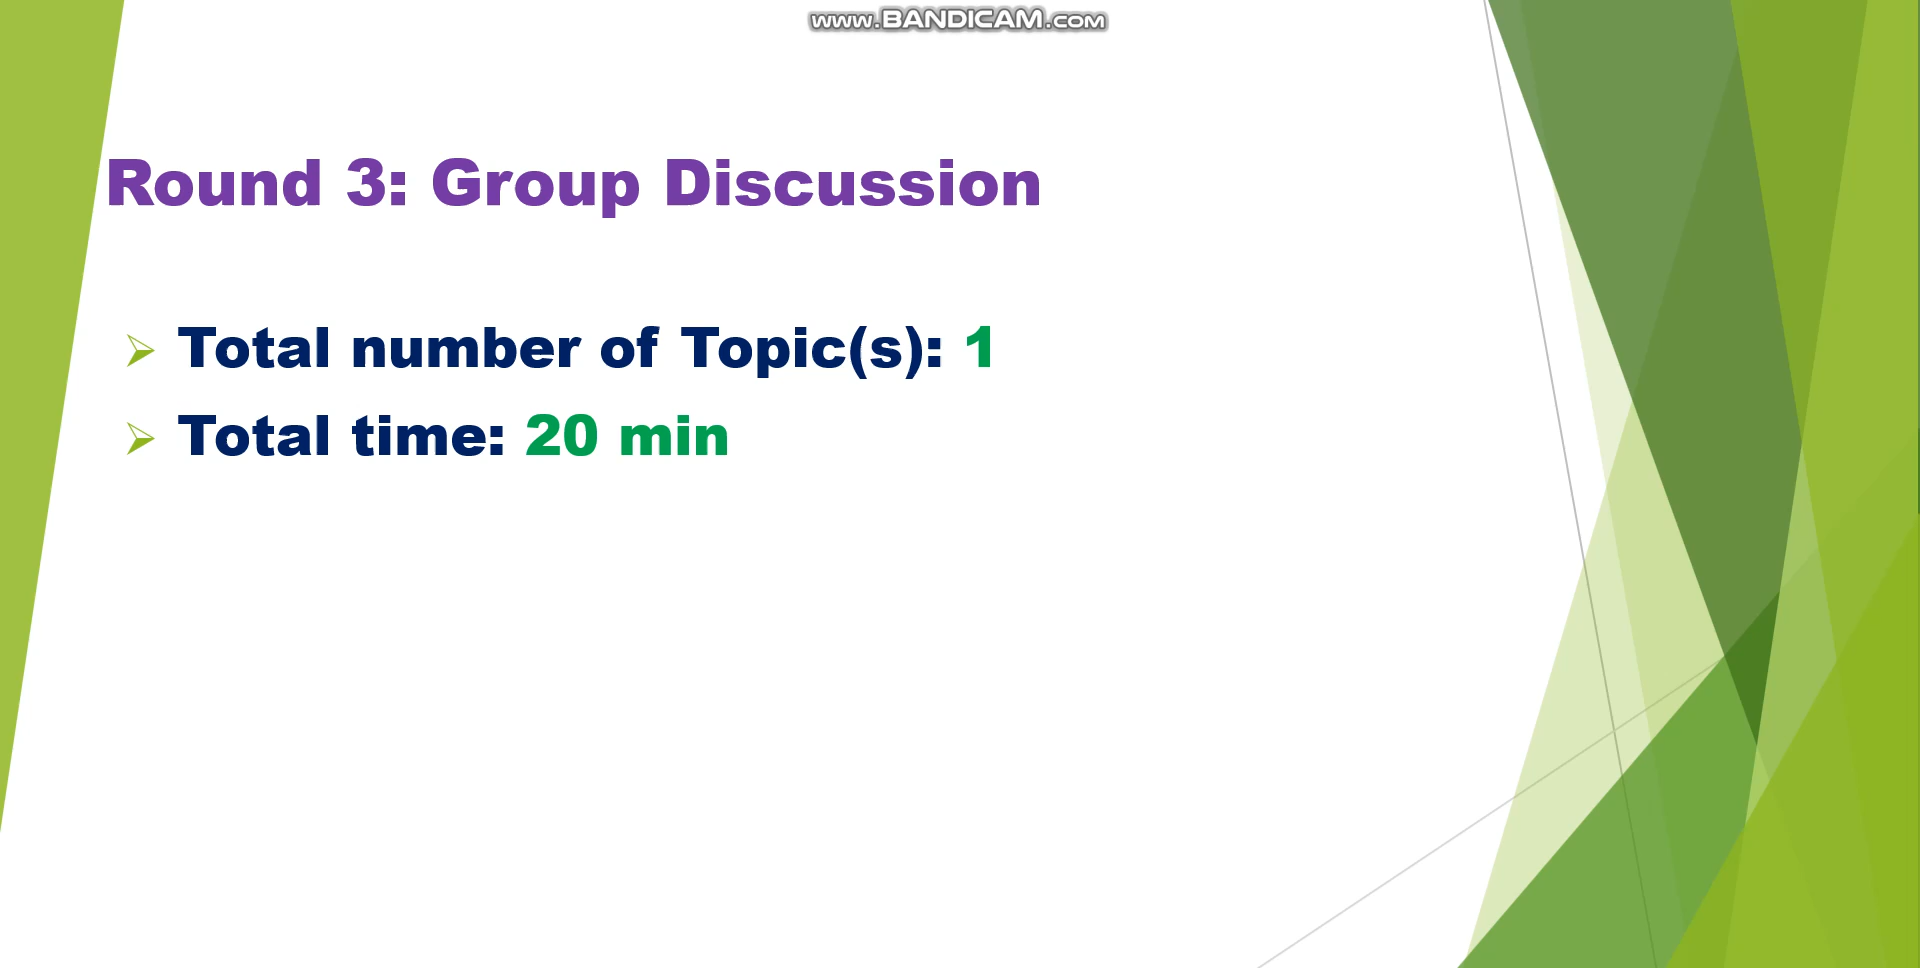 www.BANDICAM.com
Round 3: Group Discussion
Total number of Topic(s): 1
Total time: 20 min